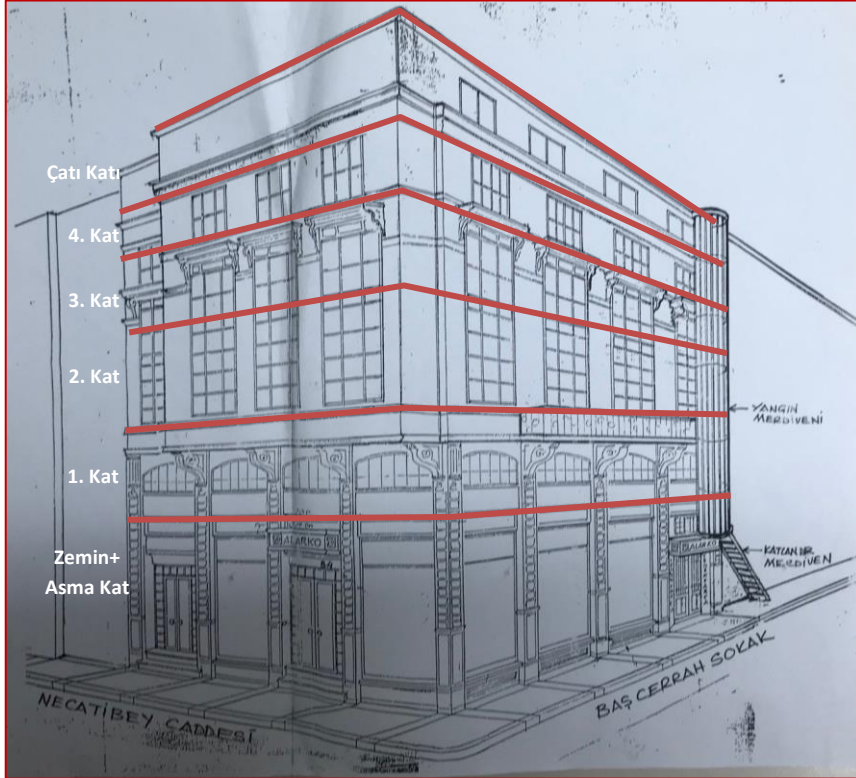 Çatı Katı
4. Kat
3. Kat
2. Kat
YANGIN
MERDİVENİ
1. Kat
ALARKO
Zemin+
Asma Kat
ALARKO
MERDİVEN
NECATİBEY CADDESİ
BAŞ CERRAH SOKAK